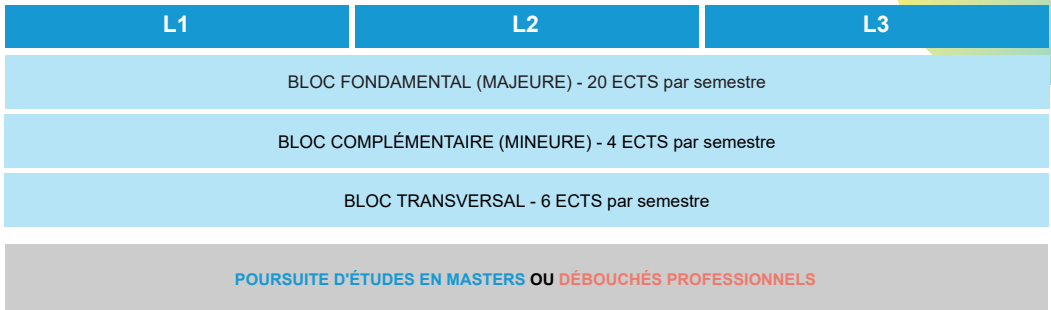 L1 L2 L3
BLOC FONDAMENTAL (MAJEURE) - 20 ECTS par semestre
BLOC COMPLÉMENTAIRE (MINEURE) - 4 ECTS par semestre
BLOC TRANSVERSAL - 6 ECTS par semestre
POURSUITE D'ÉTUDES EN MASTERS OU DÉBOUCHÉS PROFESSIONNELS